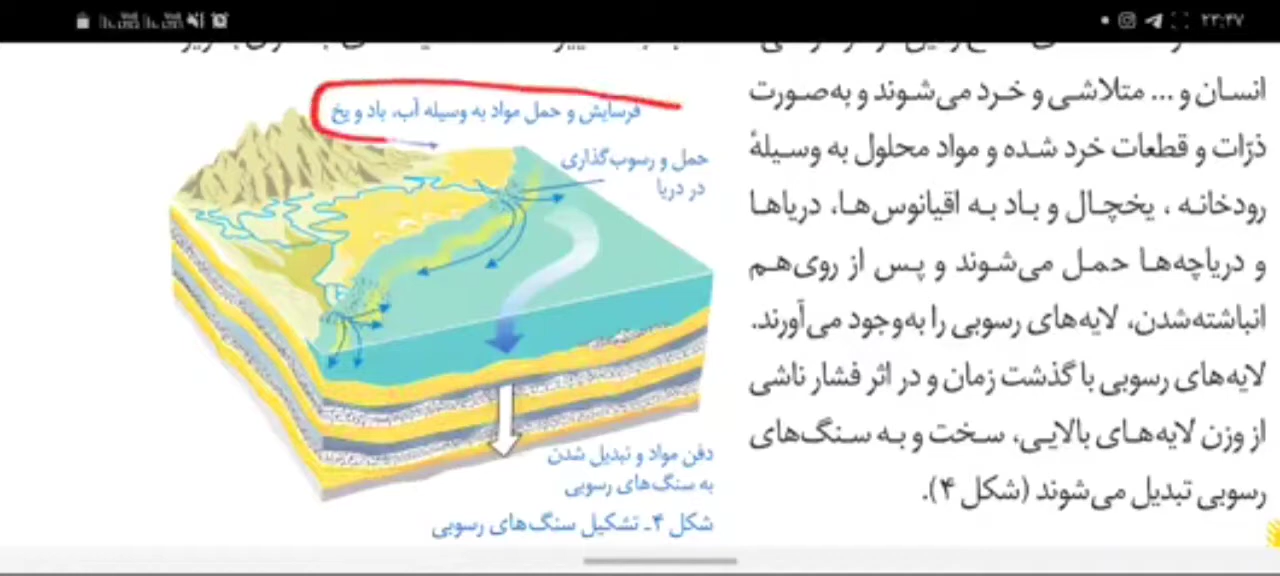 ۲۳:۴۷
انسان و ... متلاشی و خرد می‌شوند و به‌صورت
ذرّات و قطعات خرد شده و مواد محلول به وسیلهٔ
رودخانه ، یخچال و باد به اقیانوس‌ها، دریاها
و دریاچه‌ها حمل می‌شوند و پس از روی‌هم
انباشته‌شدن، لایه‌های رسوبی را به‌وجود می‌آورند.
لایه‌های رسوبی با گذشت زمان و در اثر فشار ناشی
از وزن لایه‌های بالایی، سخت و به سنگ‌های
رسوبی تبدیل می‌شوند (شکل ۴).
فرسایش و حمل مواد به وسیله آب، باد و یخ
حمل و رسوب‌گذاری
در دریا
دفن مواد و تبدیل شدن
به سنگ‌های رسوبی
شکل ۴ـ تشکیل سنگ‌های رسوبی